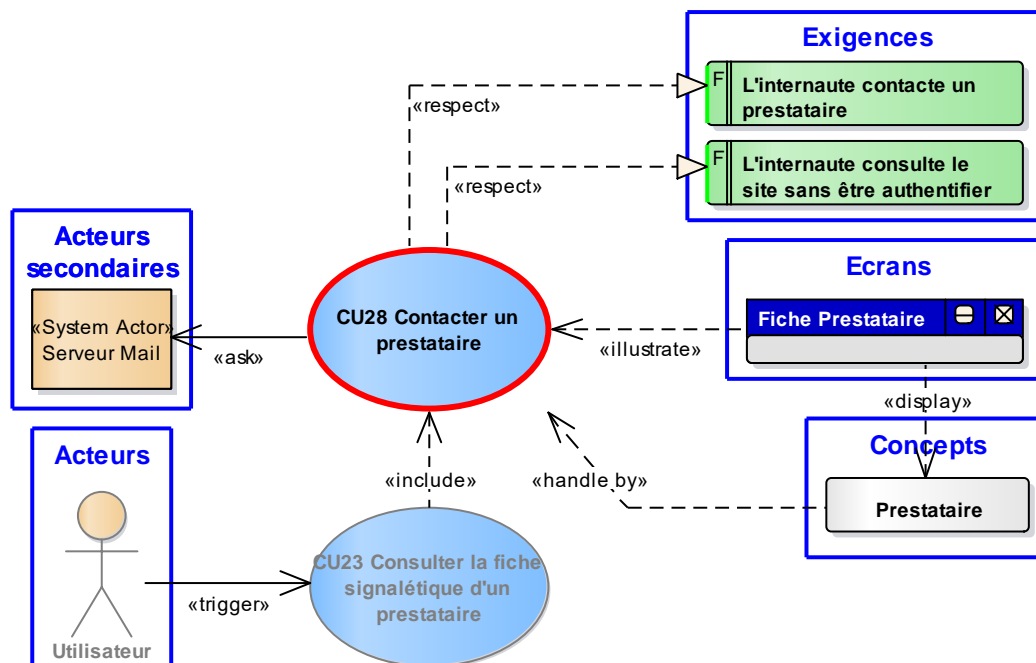 Exigences
F
L'internaute contacte un
prestataire
«respect»
F
L'internaute consulte le
site sans être authentifier
«respect»
Acteurs
secondaires
«System Actor»
Serveur Mail
«ask»
CU28 Contacter un
prestataire
Ecrans
Fiche Prestataire
«illustrate»
«display»
Concepts
Prestataire
«handle by»
«include»
Acteurs
Utilisateur
«trigger»
CU23 Consulter la fiche
signalétique d'un
prestataire